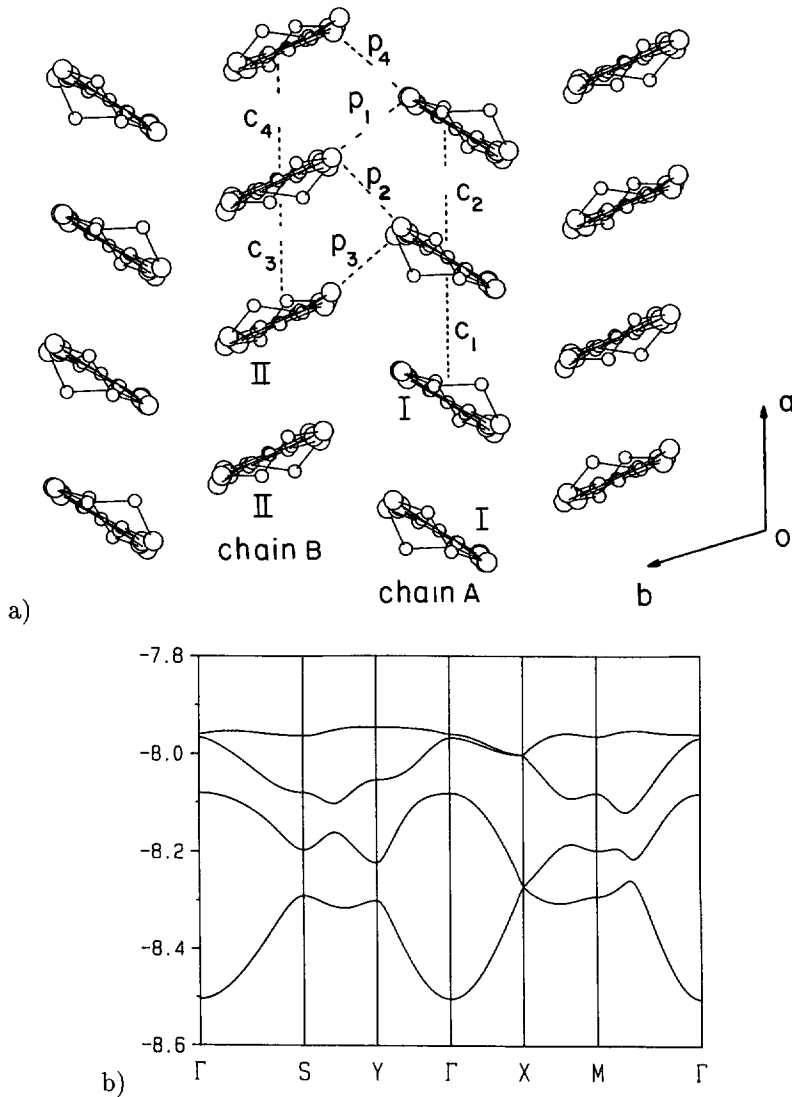 p4
p1
c4
c2
p2
c3
p3
c1
II
I
a
II
I
chain B
o
chain A
b
a)
-7.8
-8.0
-8.2
-8.4
-8.6
Γ S Y Γ X M Γ
b)